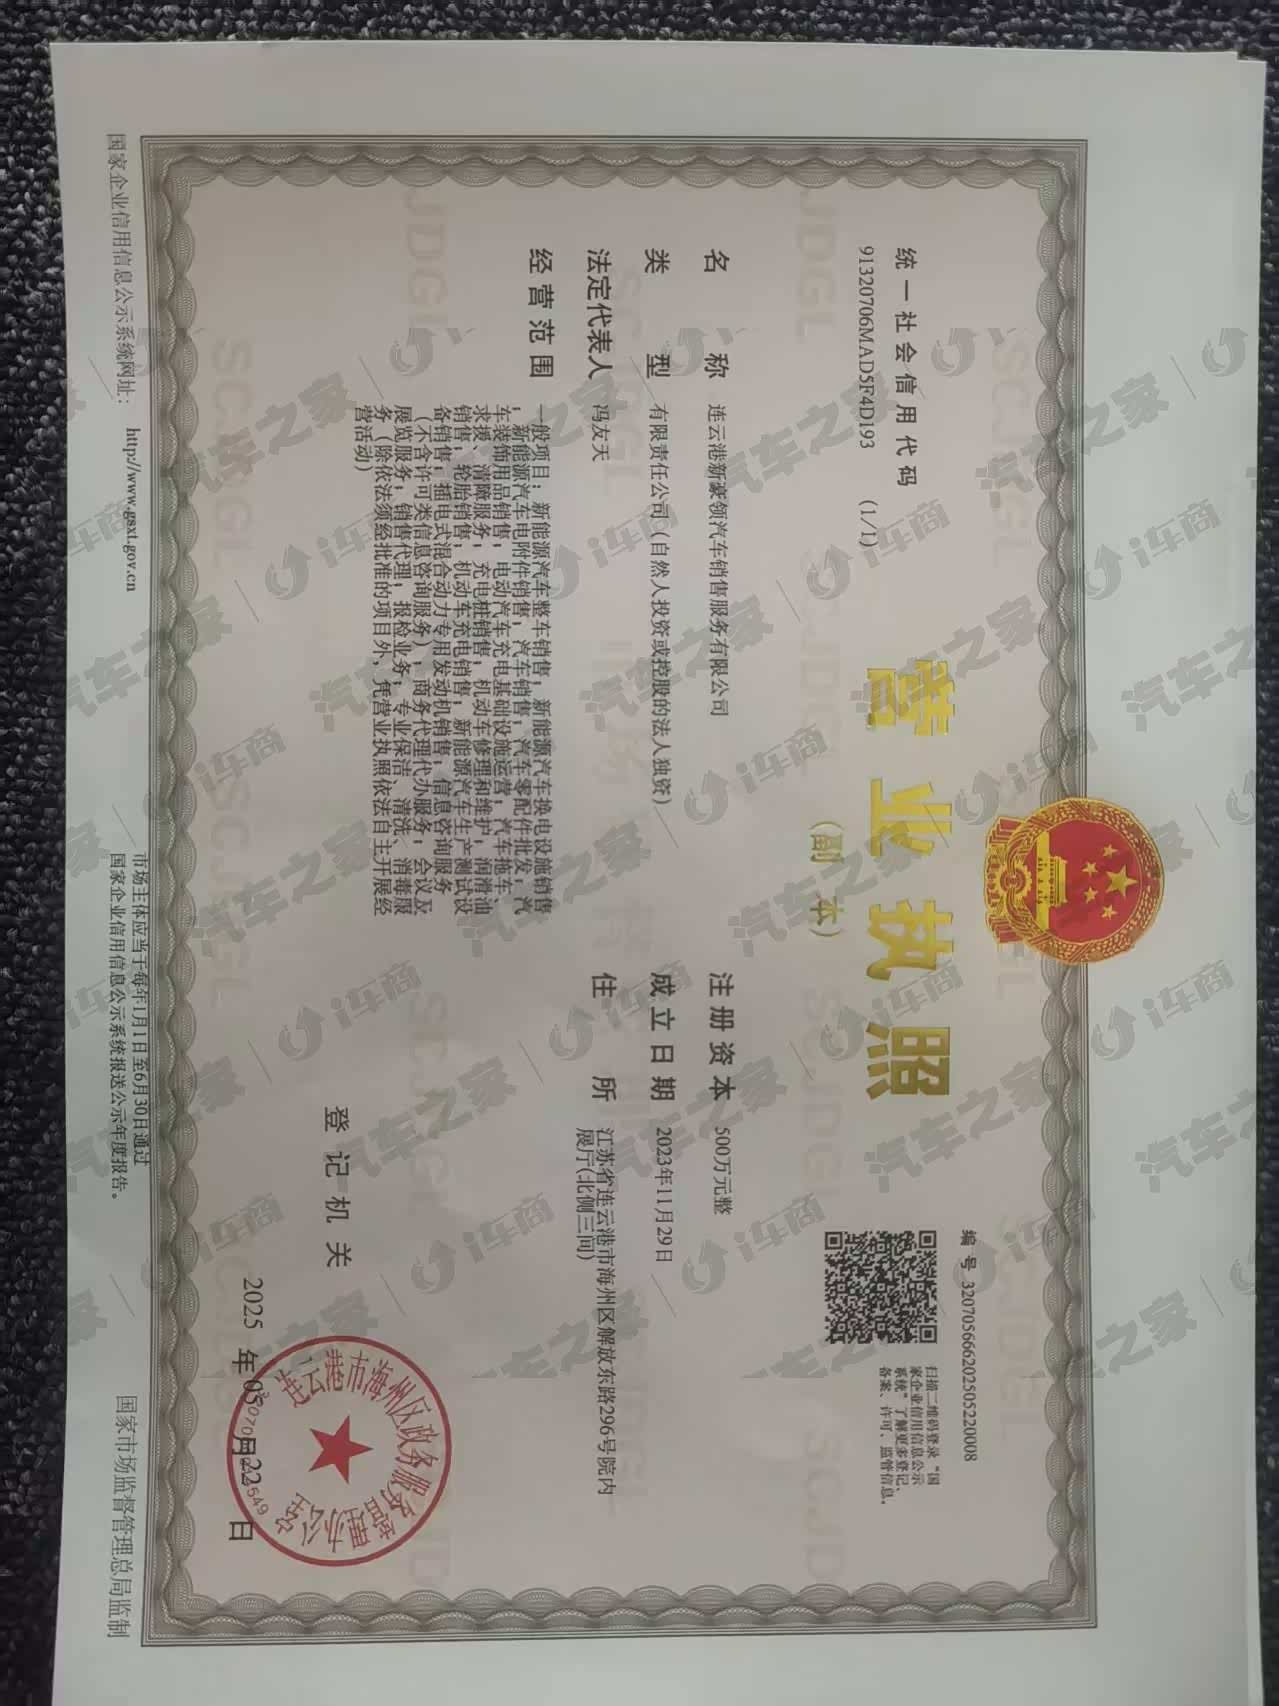 编 号 320705666202505220008
统一社会信用代码
91320706MAD5F4D193 (1/1)
营业执照
(副 本)
扫描二维码登录“国
家企业信用信息公示
系统”了解更多登记、
备案、许可、监管信息。
名 称 连云港新豪领汽车销售服务有限公司
类 型 有限责任公司（自然人投资或控股的法人独资）
法定代表人 冯友天
经营范围 一般项目：新能源汽车整车销售；新能源汽车换电设施销售
；新能源汽车电附件销售；汽车销售；汽车零配件批发；汽
车装饰用品销售；电动汽车充电基础设施运营；汽车拖车、
求援、清障服务；充电桩销售；机动车修理和维护；润滑油
销售；轮胎销售；机动车充电销售；新能源汽车生产测试设
备销售；插电式混合动力专用发动机销售；信息咨询服务
（不含许可类信息咨询服务）；商务代理代办服务；会议及
展览服务；销售代理；报检业务；专业保洁、清洗、消毒服
务（除依法须经批准的项目外，凭营业执照依法自主开展经
营活动）
注册资本 500万元整
成立日期 2023年11月29日
住 所 江苏省连云港市海州区解放东路296号院内
展厅(北侧三间)
登记机关
2025 年 05 月 22 日
连云港市海州区政务服务管理办公室
国家企业信用信息公示系统网址：http://www.gsxt.gov.cn
市场主体应当于每年1月1日至6月30日通过
国家企业信用信息公示系统报送公示年度报告。
国家市场监督管理总局监制
汽车之家
i车商
SCJDGL